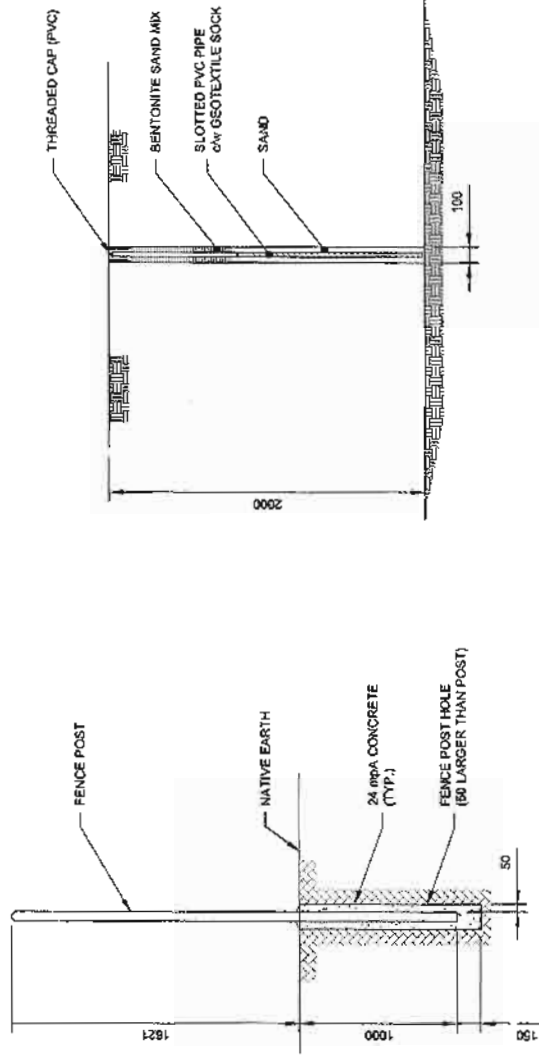 THREADED CAP (PVC)
BENTONITE SAND MIX
SLOTTED PVC PIPE
c/w GEOTEXTILE SOCK
SAND
2000
100
FENCE POST
NATIVE EARTH
24 mpA CONCRETE
(TYP.)
FENCE POST HOLE
(50 LARGER THAN POST)
50
1000
150